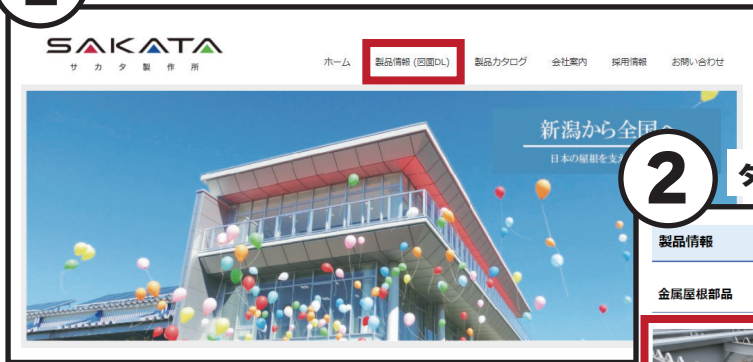 SAKATA
サカタ製作所
ホーム 製品情報 (図面DL) 製品カタログ 会社案内 採用情報 お問い合わせ
新潟から全国へ
日本の屋根を支え
2
製品情報
金属屋根部品